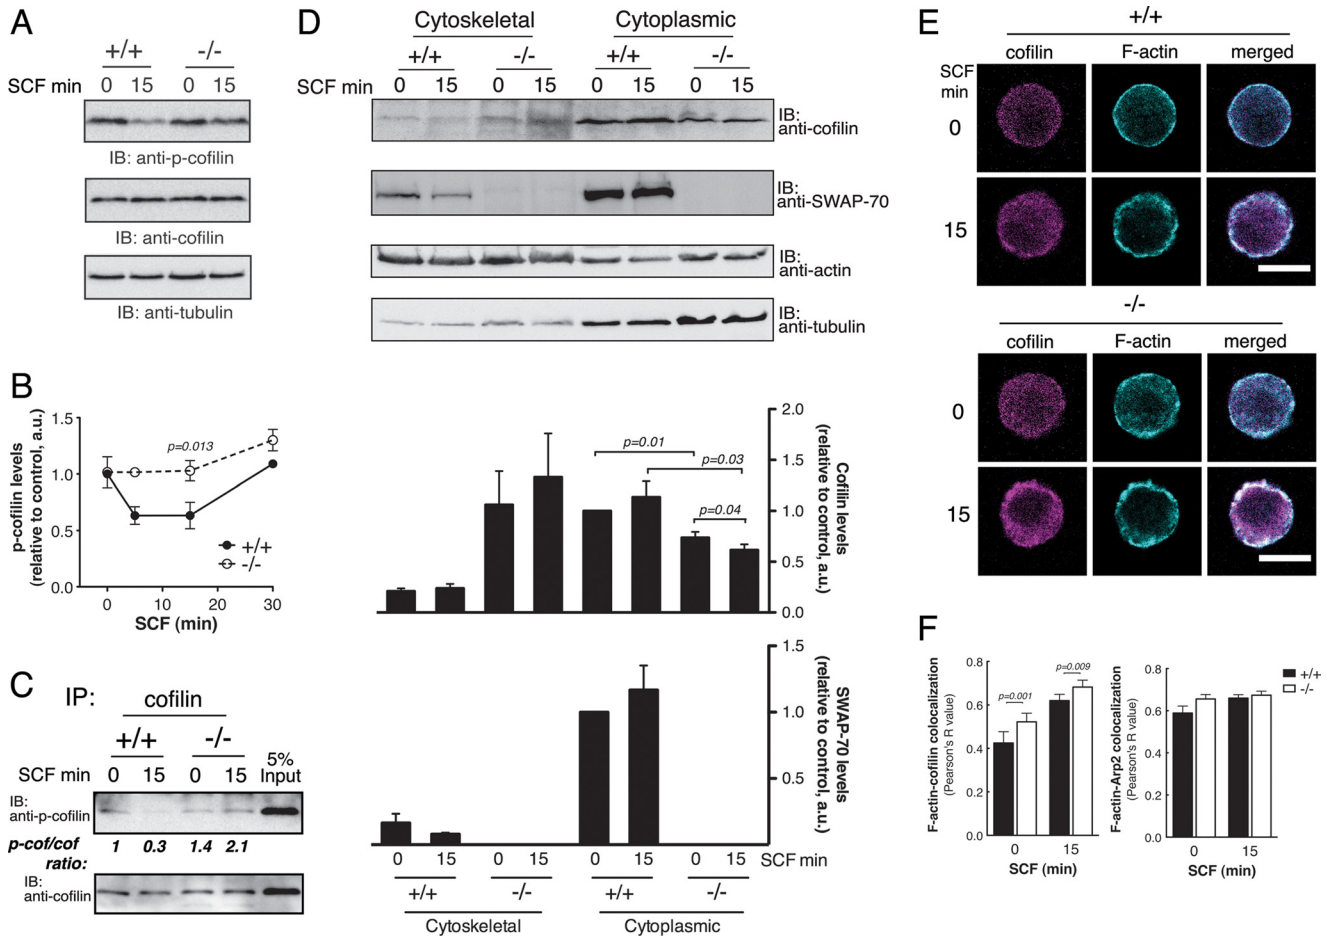 A
+/+ -/-
SCF min 0 15 0 15
IB: anti-p-cofilin
IB: anti-cofilin
IB: anti-tubulin
B
p-cofilin levels
(relative to control, a.u.)
1.5
1.0
0.5
0.0
p=0.013
+/+
-/-
0 10 20 30
SCF (min)
C
IP: cofilin
+/+ -/- 5%
Input
SCF min 0 15 0 15
IB:
anti-p-cofilin
p-cof/cof
ratio: 1 0.3 1.4 2.1
IB:
anti-cofilin
D
Cytoskeletal Cytoplasmic
+/+ -/- +/+ -/-
SCF min 0 15 0 15 0 15 0 15
IB:
anti-cofilin
IB:
anti-SWAP-70
IB:
anti-actin
IB:
anti-tubulin
2.0
1.5
1.0
0.5
0.0
Cofilin levels
(relative to control, a.u.)
p=0.01
p=0.03
p=0.04
1.5
1.0
0.5
SWAP-70 levels
(relative to control, a.u.)
0 15 0 15 0 15 0 15 SCF min
+/+ -/- +/+ -/-
Cytoskeletal Cytoplasmic
E
+/+
cofilin F-actin merged
SCF
min
0
15
-/-
cofilin F-actin merged
0
15
F
F-actin-cofilin colocalization
(Pearson's R value)
0.8
0.6
0.4
0.2
0.0
p=0.001
p=0.009
0 15
SCF (min)
F-actin-Arp2 colocalization
(Pearson's R value)
0.8
0.6
0.4
0.2
0.0
0 15
SCF (min)
+/+
-/-